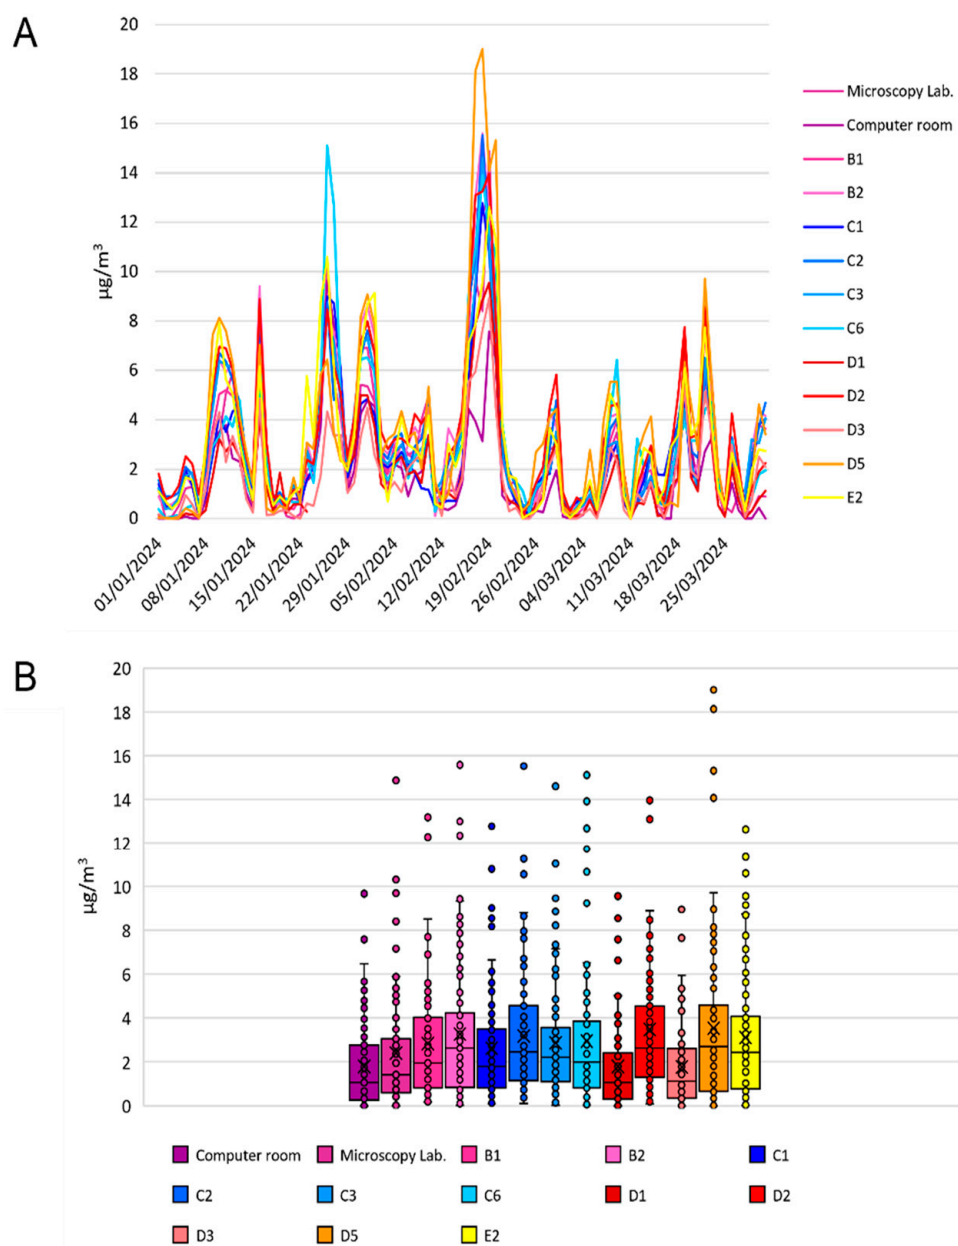 A
20
18
16
14
12
10
8
6
4
2
0
µg/m³
01/01/2024
08/01/2024
15/01/2024
22/01/2024
29/01/2024
05/02/2024
12/02/2024
19/02/2024
26/02/2024
04/03/2024
11/03/2024
18/03/2024
25/03/2024
Microscopy Lab.
Computer room
B1
B2
C1
C2
C3
C6
D1
D2
D3
D5
E2
B
20
18
16
14
12
10
8
6
4
2
0
µg/m³
Computer room Microscopy Lab. B1 B2 C1
C2 C3 C6 D1 D2
D3 D5 E2